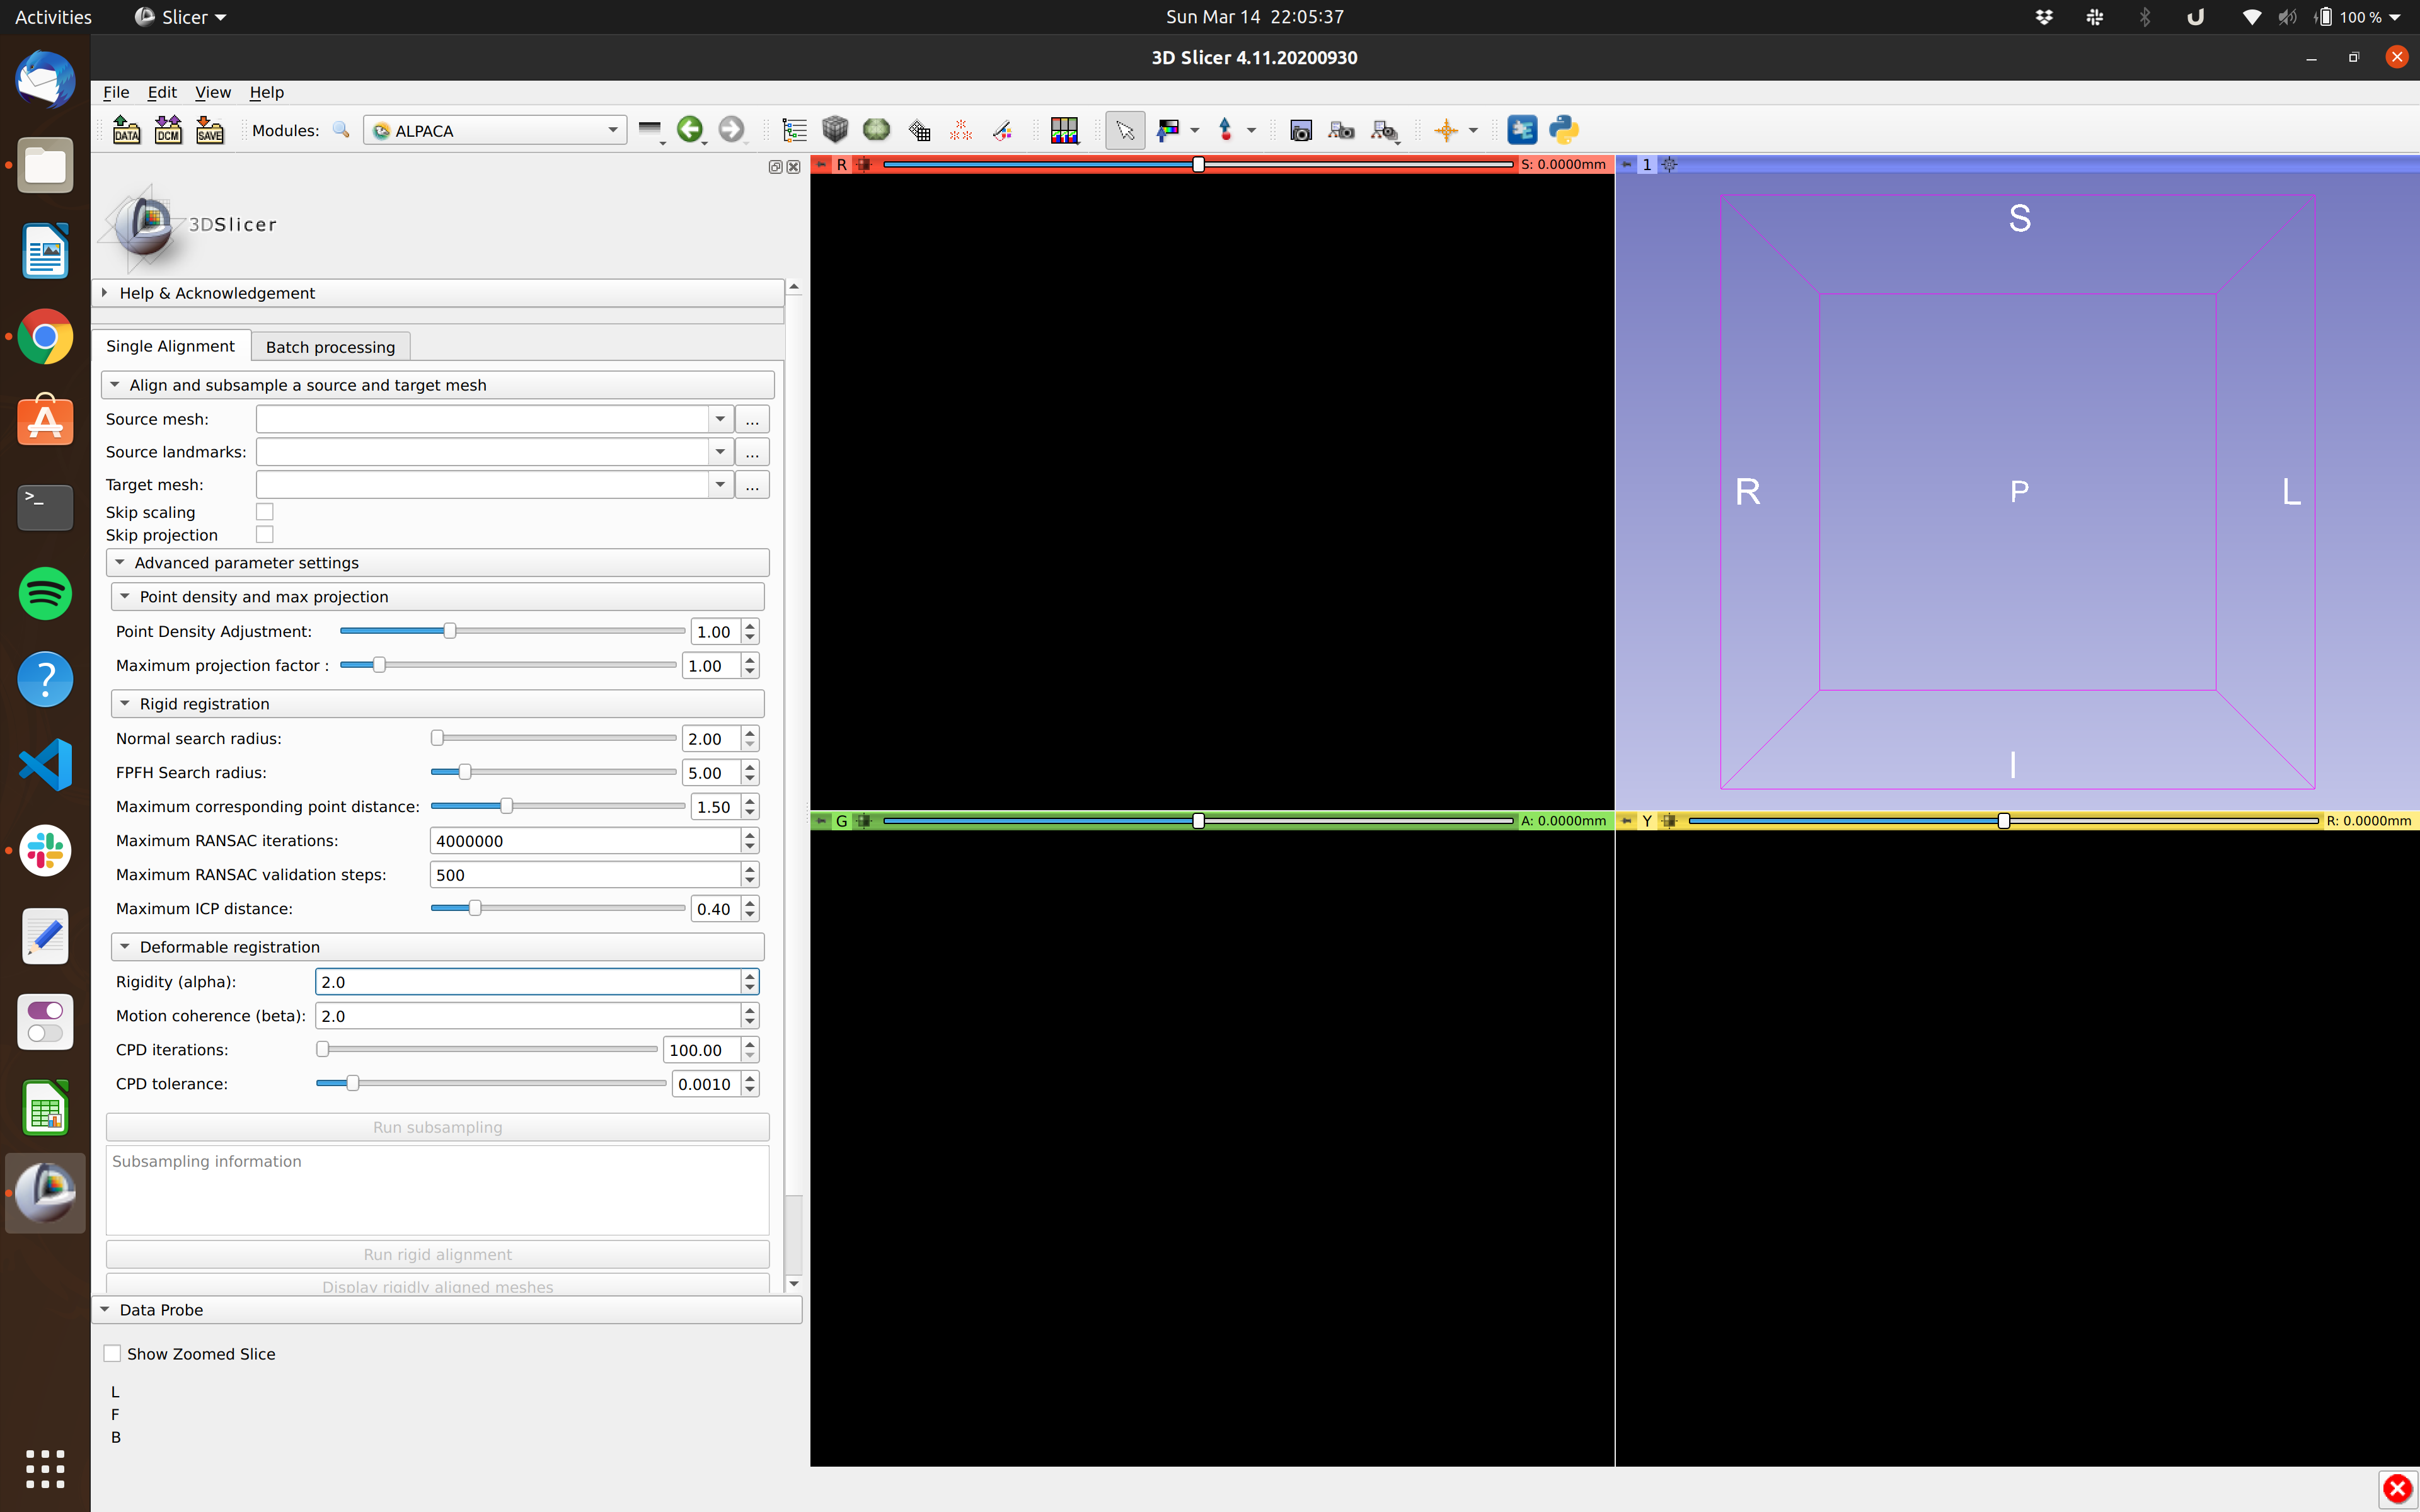 Activities Slicer Sun Mar 14 22:05:37 100 %
3D Slicer 4.11.20200930
File Edit View Help
DATA DCM SAVE Modules: ALPACA
3DSlicer
Help & Acknowledgement
Single Alignment Batch processing
Align and subsample a source and target mesh
Source mesh: ...
Source landmarks: ...
Target mesh: ...
Skip scaling
Skip projection
Advanced parameter settings
Point density and max projection
Point Density Adjustment: 1.00
Maximum projection factor : 1.00
Rigid registration
Normal search radius: 2.00
FPFH Search radius: 5.00
Maximum corresponding point distance: 1.50
Maximum RANSAC iterations: 4000000
Maximum RANSAC validation steps: 500
Maximum ICP distance: 0.40
Deformable registration
Rigidity (alpha): 2.0
Motion coherence (beta): 2.0
CPD iterations: 100.00
CPD tolerance: 0.0010
Run subsampling
Subsampling information
Run rigid alignment
Display rigidly aligned meshes
Data Probe
Show Zoomed Slice
L
F
B
R S: 0.0000mm
1
S
R P L
I
G A: 0.0000mm
Y R: 0.0000mm